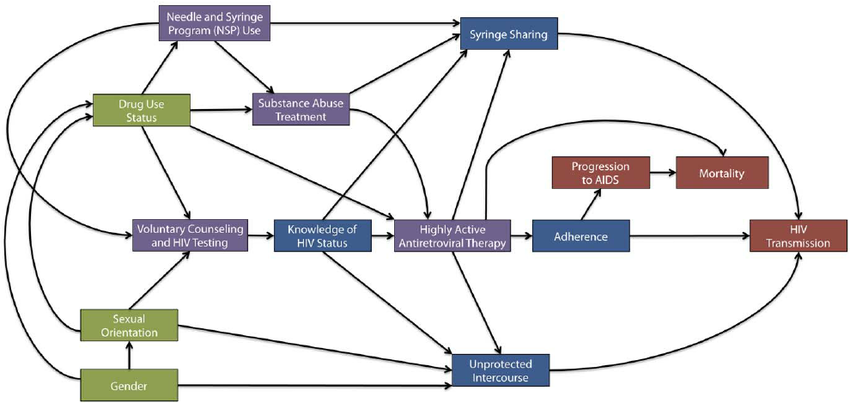 Needle and Syringe
Program (NSP) Use
Syringe Sharing
Drug Use
Status
Substance Abuse
Treatment
Progression
to AIDS
Mortality
Voluntary Counseling
and HIV Testing
Knowledge of
HIV Status
Highly Active
Antiretroviral Therapy
Adherence
HIV
Transmission
Sexual
Orientation
Unprotected
Intercourse
Gender